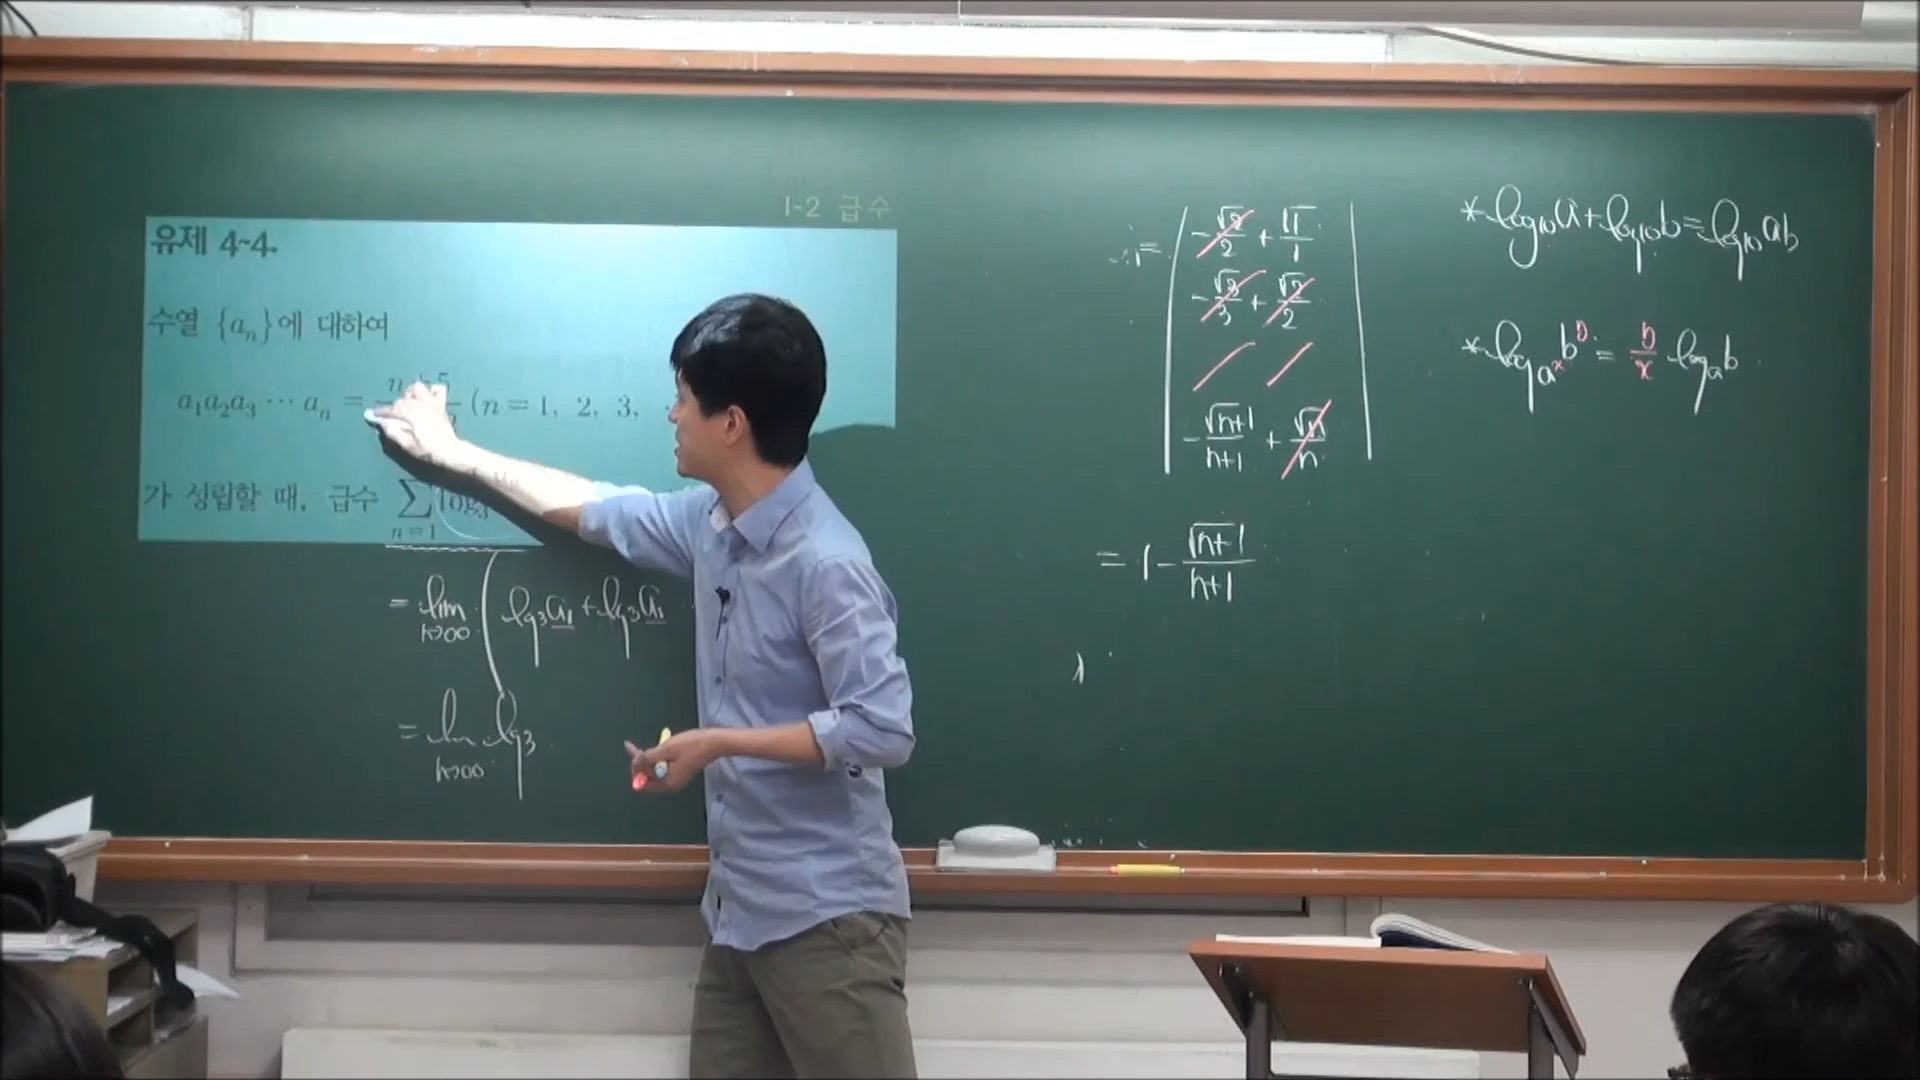 I-2 급수
유제 4-4.
수열 {aₙ}에 대하여
a₁a₂a₃ ⋯ aₙ = (n = 1, 2, 3,
가 성립할 때, 급수 ∑ n=1 log₃
= lim n→∞ ( log₃a₁ + log₃a₁
= lim n→∞ log₃
= | -√2/2 + √1/1
-√3/3 + √2/2
-√n+1/n+1 + √n/n |
= 1 - √n+1/n+1
* log₁₀a + log₁₀b = log₁₀ab
* log_{a^x} b^y = y/x log_a b